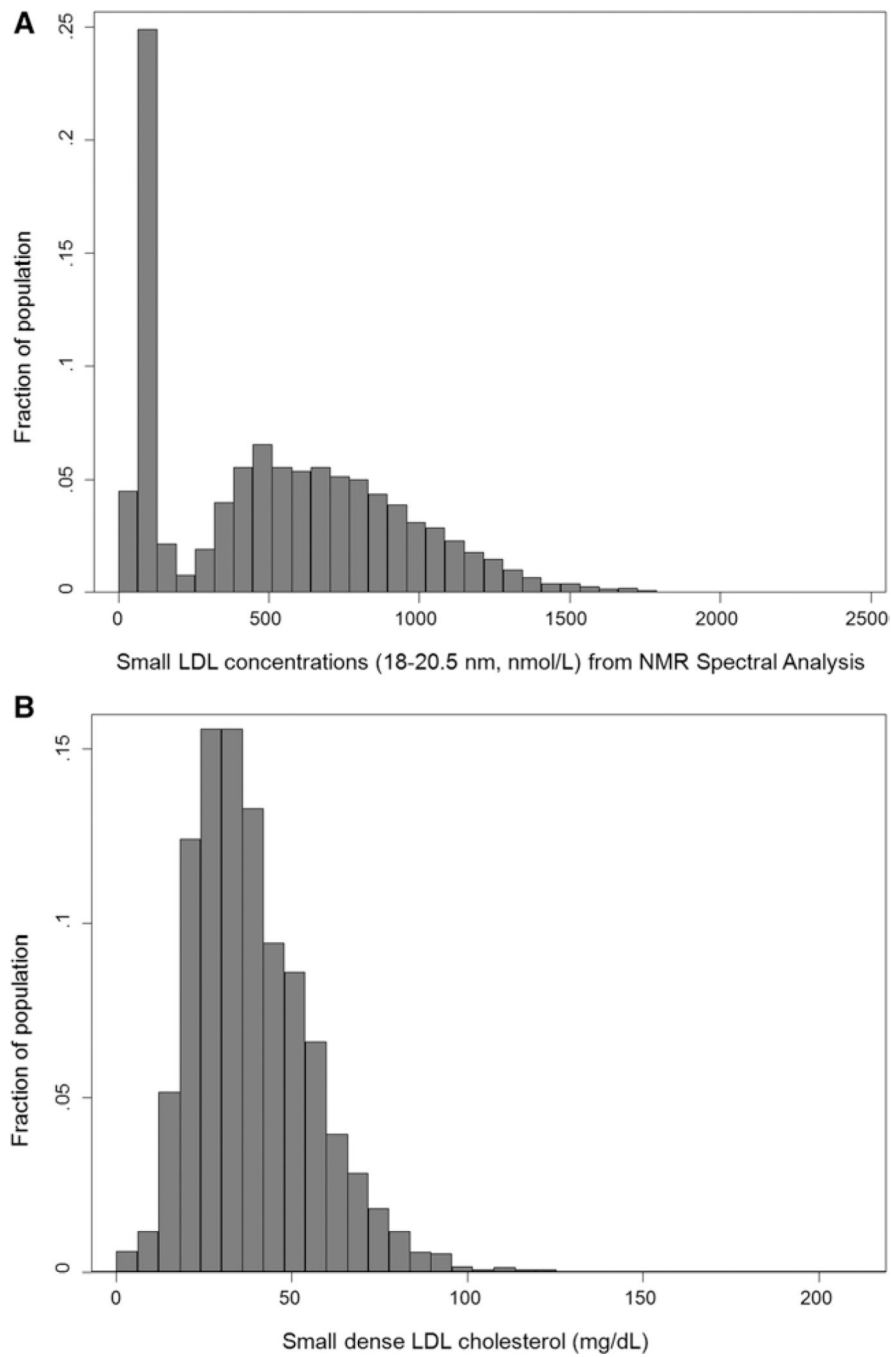 A
.25
.2
.15
.1
.05
0
Fraction of population
0 500 1000 1500 2000 2500
Small LDL concentrations (18-20.5 nm, nmol/L) from NMR Spectral Analysis
B
.15
.1
.05
0
Fraction of population
0 50 100 150 200
Small dense LDL cholesterol (mg/dL)